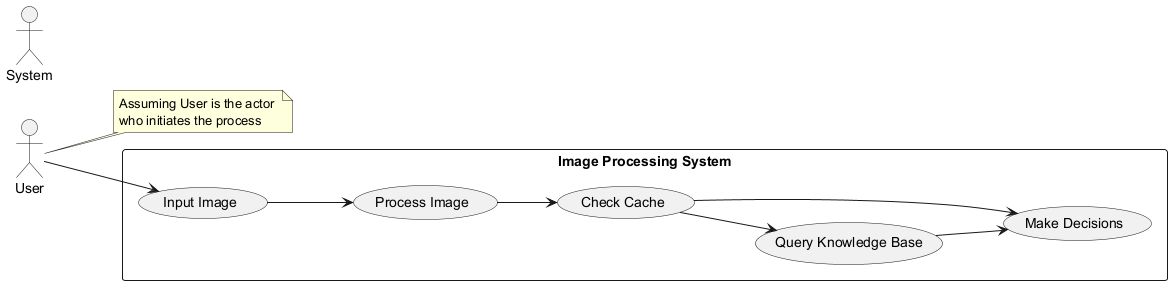 System
Assuming User is the actor
who initiates the process
User
Image Processing System
Input Image
Process Image
Check Cache
Query Knowledge Base
Make Decisions